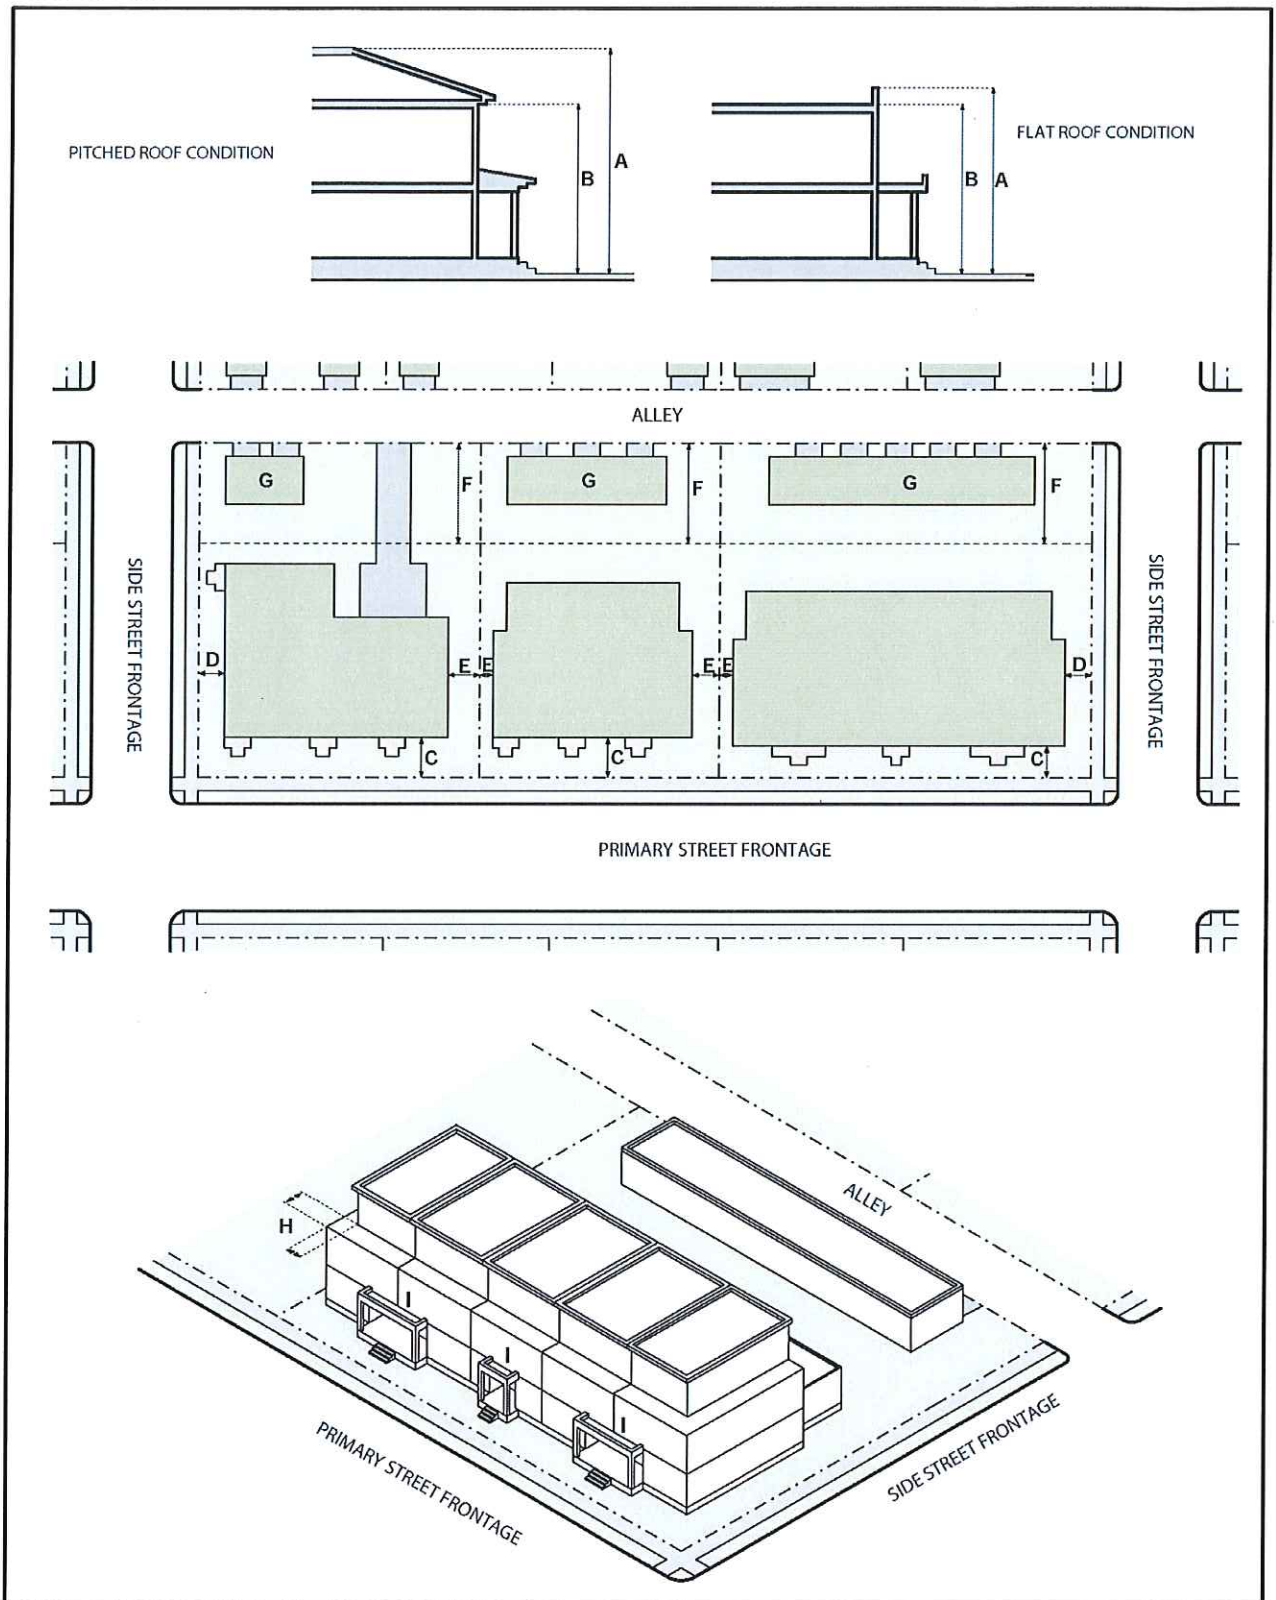 PITCHED ROOF CONDITION
A
B
FLAT ROOF CONDITION
B A
ALLEY
G
F
G
F
G
F
SIDE STREET FRONTAGE
SIDE STREET FRONTAGE
D
E E
E E
D
C
C
C
PRIMARY STREET FRONTAGE
ALLEY
H
I
I
I
PRIMARY STREET FRONTAGE
SIDE STREET FRONTAGE